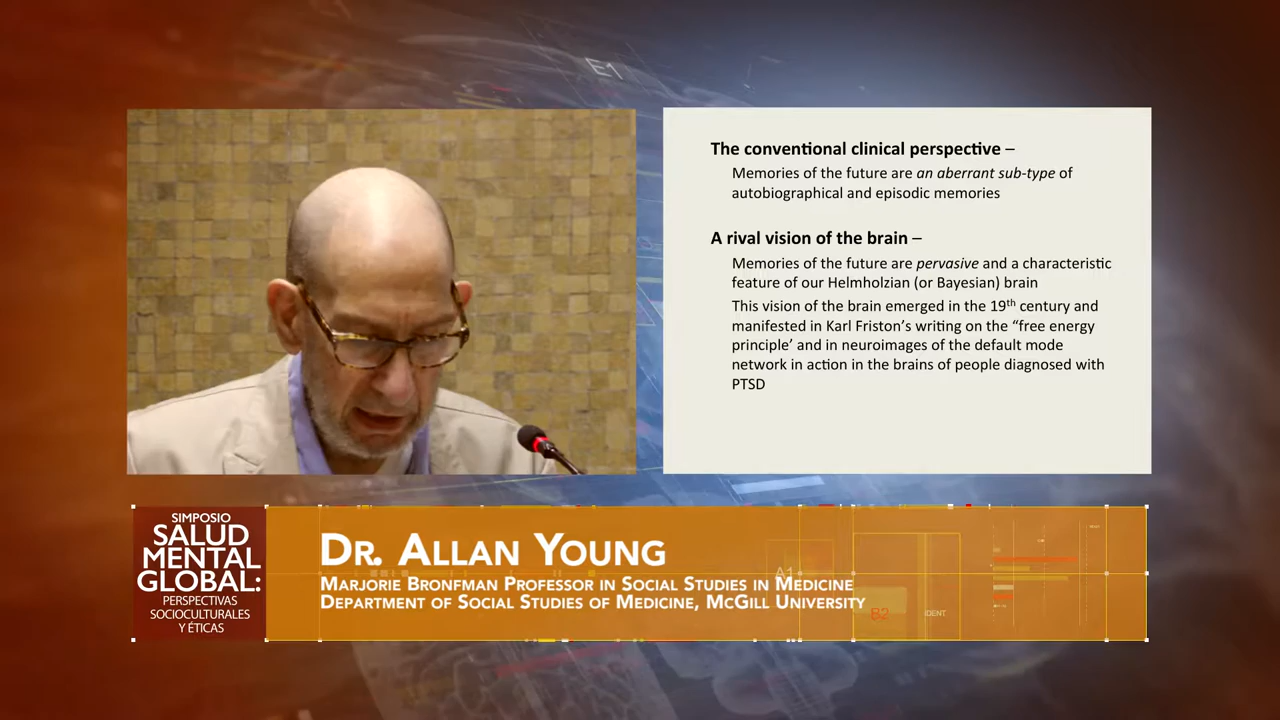 E1
The conventional clinical perspective –
Memories of the future are an aberrant sub-type of
autobiographical and episodic memories
A rival vision of the brain –
Memories of the future are pervasive and a characteristic
feature of our Helmholzian (or Bayesian) brain
This vision of the brain emerged in the 19th century and
manifested in Karl Friston's writing on the “free energy
principle’ and in neuroimages of the default mode
network in action in the brains of people diagnosed with
PTSD
SIMPOSIO
SALUD
MENTAL
GLOBAL:
PERSPECTIVAS
SOCIOCULTURALES
Y ÉTICAS
DR. ALLAN YOUNG
MARJORIE BRONFMAN PROFESSOR IN SOCIAL STUDIES IN MEDICINE
DEPARTMENT OF SOCIAL STUDIES OF MEDICINE, MCGILL UNIVERSITY
A1
B2
IDENT